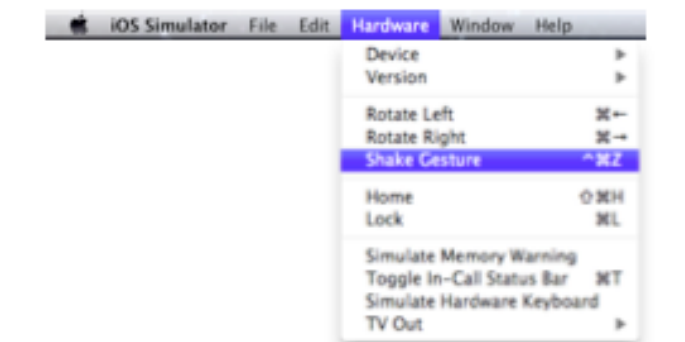 iOS Simulator File Edit Hardware Window Help
Device ▶
Version ▶
Rotate Left ⌘←
Rotate Right ⌘→
Shake Gesture ^⌘Z
Home ⇧⌘H
Lock ⌘L
Simulate Memory Warning
Toggle In-Call Status Bar ⌘T
Simulate Hardware Keyboard
TV Out ▶